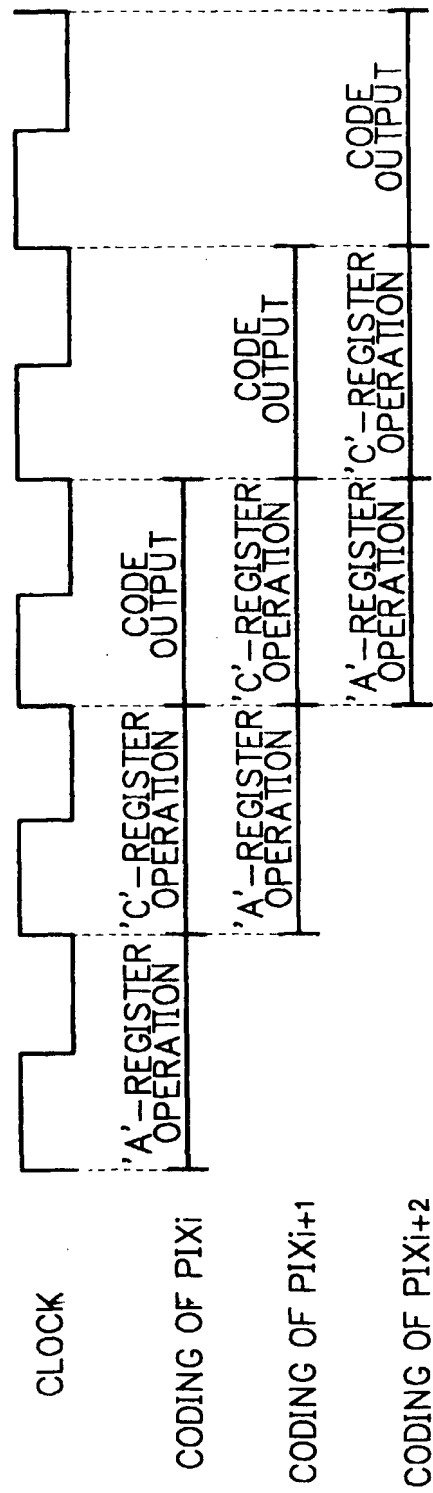 CLOCK
CODING OF PIXi
'A'-REGISTER
OPERATION
'C'-REGISTER
OPERATION
CODE
OUTPUT
CODING OF PIXi+1
'A'-REGISTER
OPERATION
'C'-REGISTER
OPERATION
CODE
OUTPUT
CODING OF PIXi+2
'A'-REGISTER
OPERATION
'C'-REGISTER
OPERATION
CODE
OUTPUT